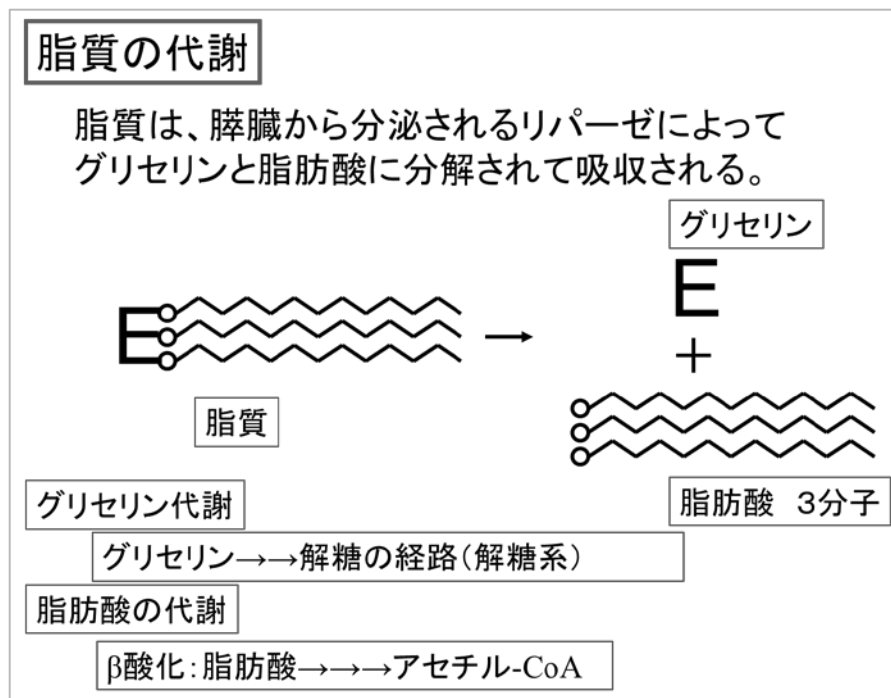 脂質の代謝
脂質は、膵臓から分泌されるリパーゼによって
グリセリンと脂肪酸に分解されて吸収される。
グリセリン
→
+
脂質
脂肪酸 3分子
グリセリン代謝
グリセリン→→解糖の経路(解糖系)
脂肪酸の代謝
β酸化:脂肪酸→→→アセチル-CoA